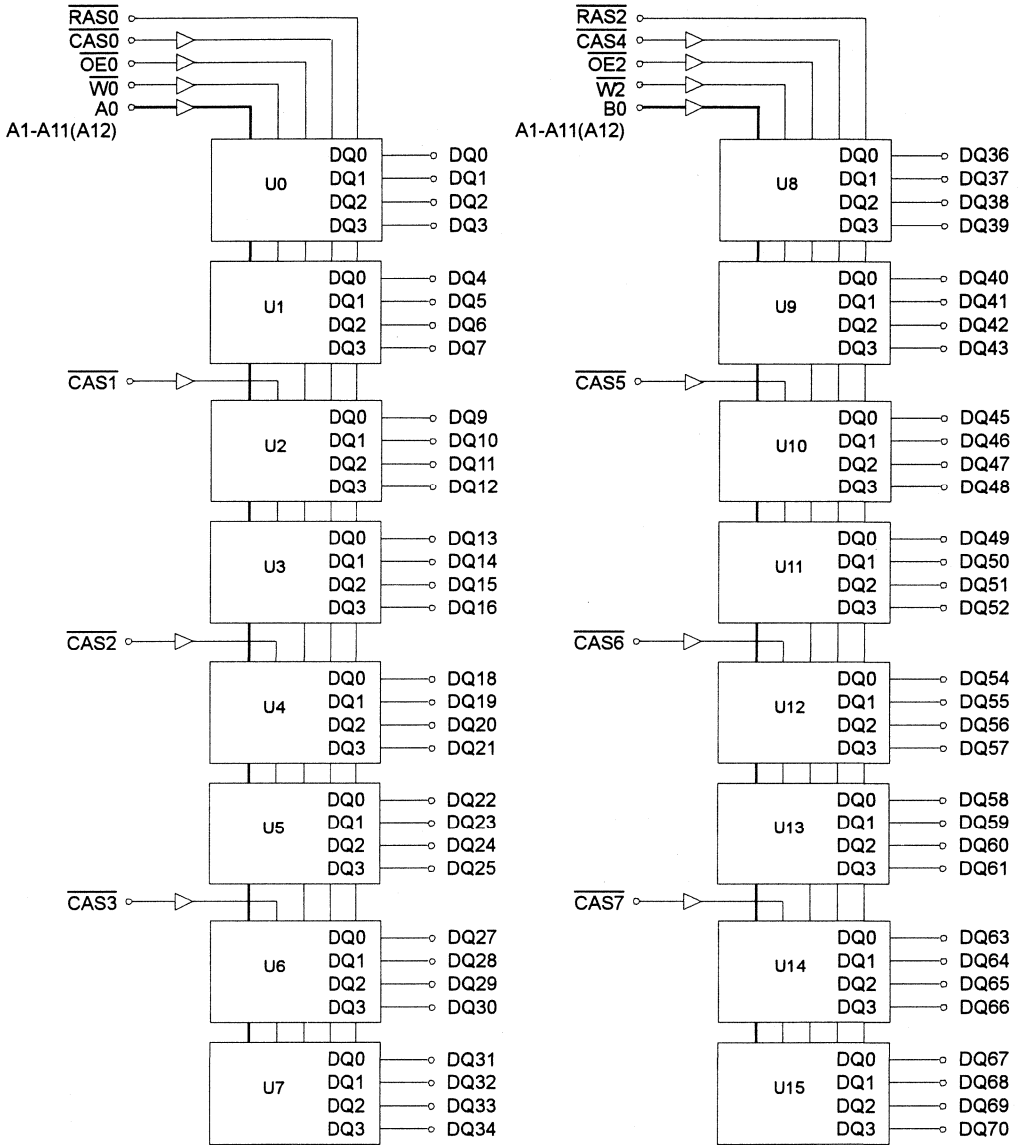 RAS0
CAS0
OE0
W0
A0
A1-A11(A12)
U0
DQ0 DQ0
DQ1 DQ1
DQ2 DQ2
DQ3 DQ3
U1
DQ0 DQ4
DQ1 DQ5
DQ2 DQ6
DQ3 DQ7
CAS1
U2
DQ0 DQ9
DQ1 DQ10
DQ2 DQ11
DQ3 DQ12
U3
DQ0 DQ13
DQ1 DQ14
DQ2 DQ15
DQ3 DQ16
CAS2
U4
DQ0 DQ18
DQ1 DQ19
DQ2 DQ20
DQ3 DQ21
U5
DQ0 DQ22
DQ1 DQ23
DQ2 DQ24
DQ3 DQ25
CAS3
U6
DQ0 DQ27
DQ1 DQ28
DQ2 DQ29
DQ3 DQ30
U7
DQ0 DQ31
DQ1 DQ32
DQ2 DQ33
DQ3 DQ34
RAS2
CAS4
OE2
W2
B0
A1-A11(A12)
U8
DQ0 DQ36
DQ1 DQ37
DQ2 DQ38
DQ3 DQ39
U9
DQ0 DQ40
DQ1 DQ41
DQ2 DQ42
DQ3 DQ43
CAS5
U10
DQ0 DQ45
DQ1 DQ46
DQ2 DQ47
DQ3 DQ48
U11
DQ0 DQ49
DQ1 DQ50
DQ2 DQ51
DQ3 DQ52
CAS6
U12
DQ0 DQ54
DQ1 DQ55
DQ2 DQ56
DQ3 DQ57
U13
DQ0 DQ58
DQ1 DQ59
DQ2 DQ60
DQ3 DQ61
CAS7
U14
DQ0 DQ63
DQ1 DQ64
DQ2 DQ65
DQ3 DQ66
U15
DQ0 DQ67
DQ1 DQ68
DQ2 DQ69
DQ3 DQ70